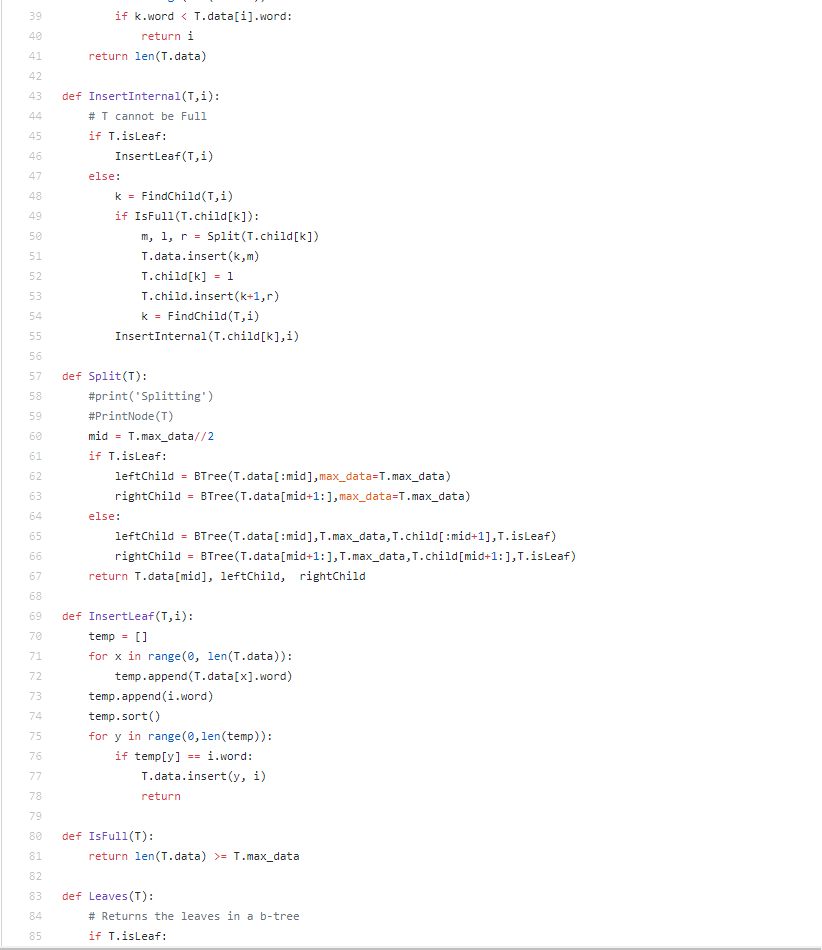 39 if k.word < T.data[i].word:
40 return i
41 return len(T.data)
42
43 def InsertInternal(T,i):
44 # T cannot be Full
45 if T.isLeaf:
46 InsertLeaf(T,i)
47 else:
48 k = FindChild(T,i)
49 if IsFull(T.child[k]):
50 m, l, r = Split(T.child[k])
51 T.data.insert(k,m)
52 T.child[k] = l
53 T.child.insert(k+1,r)
54 k = FindChild(T,i)
55 InsertInternal(T.child[k],i)
56
57 def Split(T):
58 #print('Splitting')
59 #PrintNode(T)
60 mid = T.max_data//2
61 if T.isLeaf:
62 leftChild = BTree(T.data[:mid],max_data=T.max_data)
63 rightChild = BTree(T.data[mid+1:],max_data=T.max_data)
64 else:
65 leftChild = BTree(T.data[:mid],T.max_data,T.child[:mid+1],T.isLeaf)
66 rightChild = BTree(T.data[mid+1:],T.max_data,T.child[mid+1:],T.isLeaf)
67 return T.data[mid], leftChild,  rightChild
68
69 def InsertLeaf(T,i):
70 temp = []
71 for x in range(0, len(T.data)):
72 temp.append(T.data[x].word)
73 temp.append(i.word)
74 temp.sort()
75 for y in range(0,len(temp)):
76 if temp[y] == i.word:
77 T.data.insert(y, i)
78 return
79
80 def IsFull(T):
81 return len(T.data) >= T.max_data
82
83 def Leaves(T):
84 # Returns the leaves in a b-tree
85 if T.isLeaf: